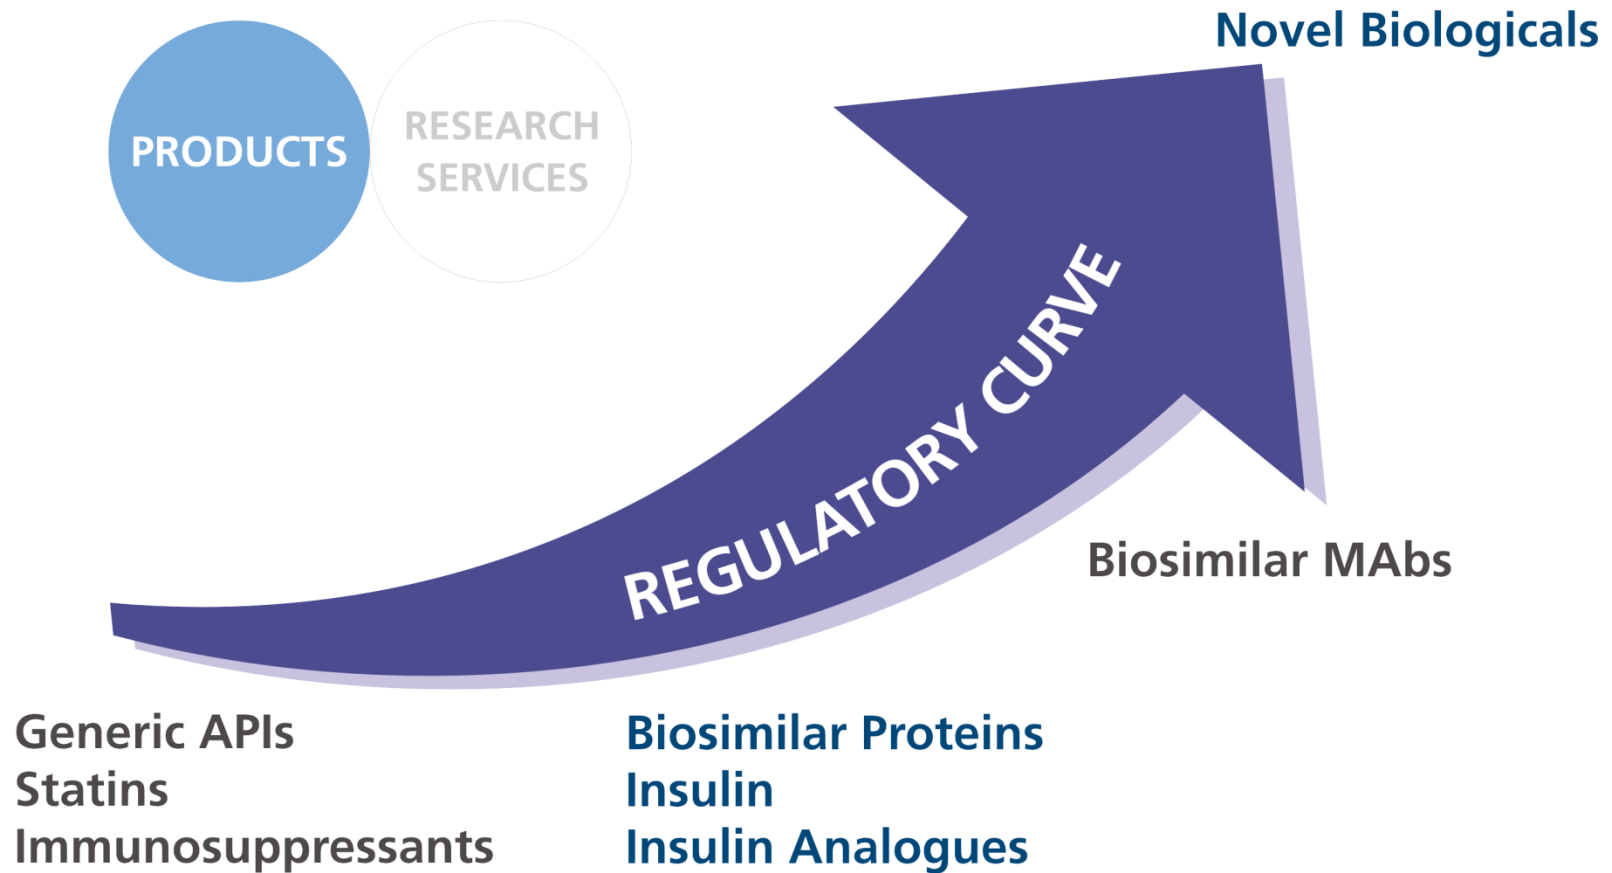 Novel Biologicals
PRODUCTS
RESEARCH
SERVICES
REGULATORY CURVE
Biosimilar MAbs
Generic APIs
Statins
Immunosuppressants
Biosimilar Proteins
Insulin
Insulin Analogues